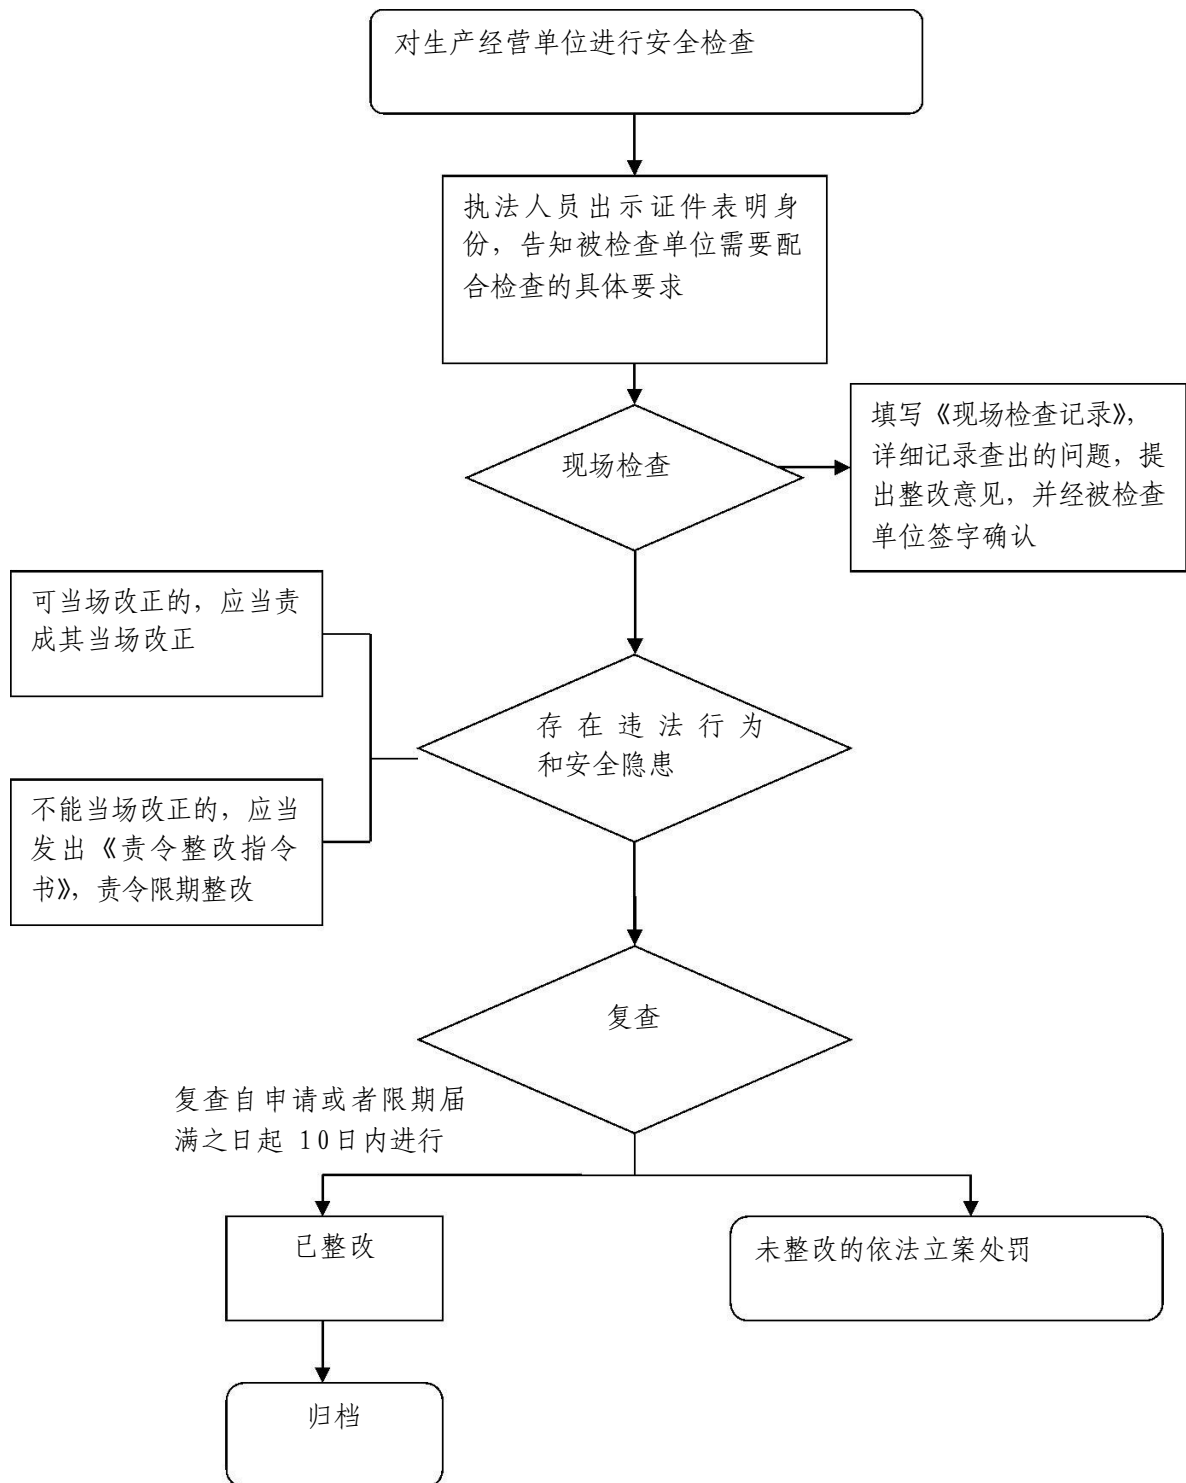 对生产经营单位进行安全检查
执法人员出示证件表明身
份，告知被检查单位需要配
合检查的具体要求
现场检查
填写《现场检查记录》，
详细记录查出的问题，提
出整改意见，并经被检查
单位签字确认
可当场改正的，应当责
成其当场改正
存在违法行为
和安全隐患
不能当场改正的，应当
发出《责令整改指令
书》，责令限期整改
复查
复查自申请或者限期届
满之日起 10日内进行
已整改
未整改的依法立案处罚
归档